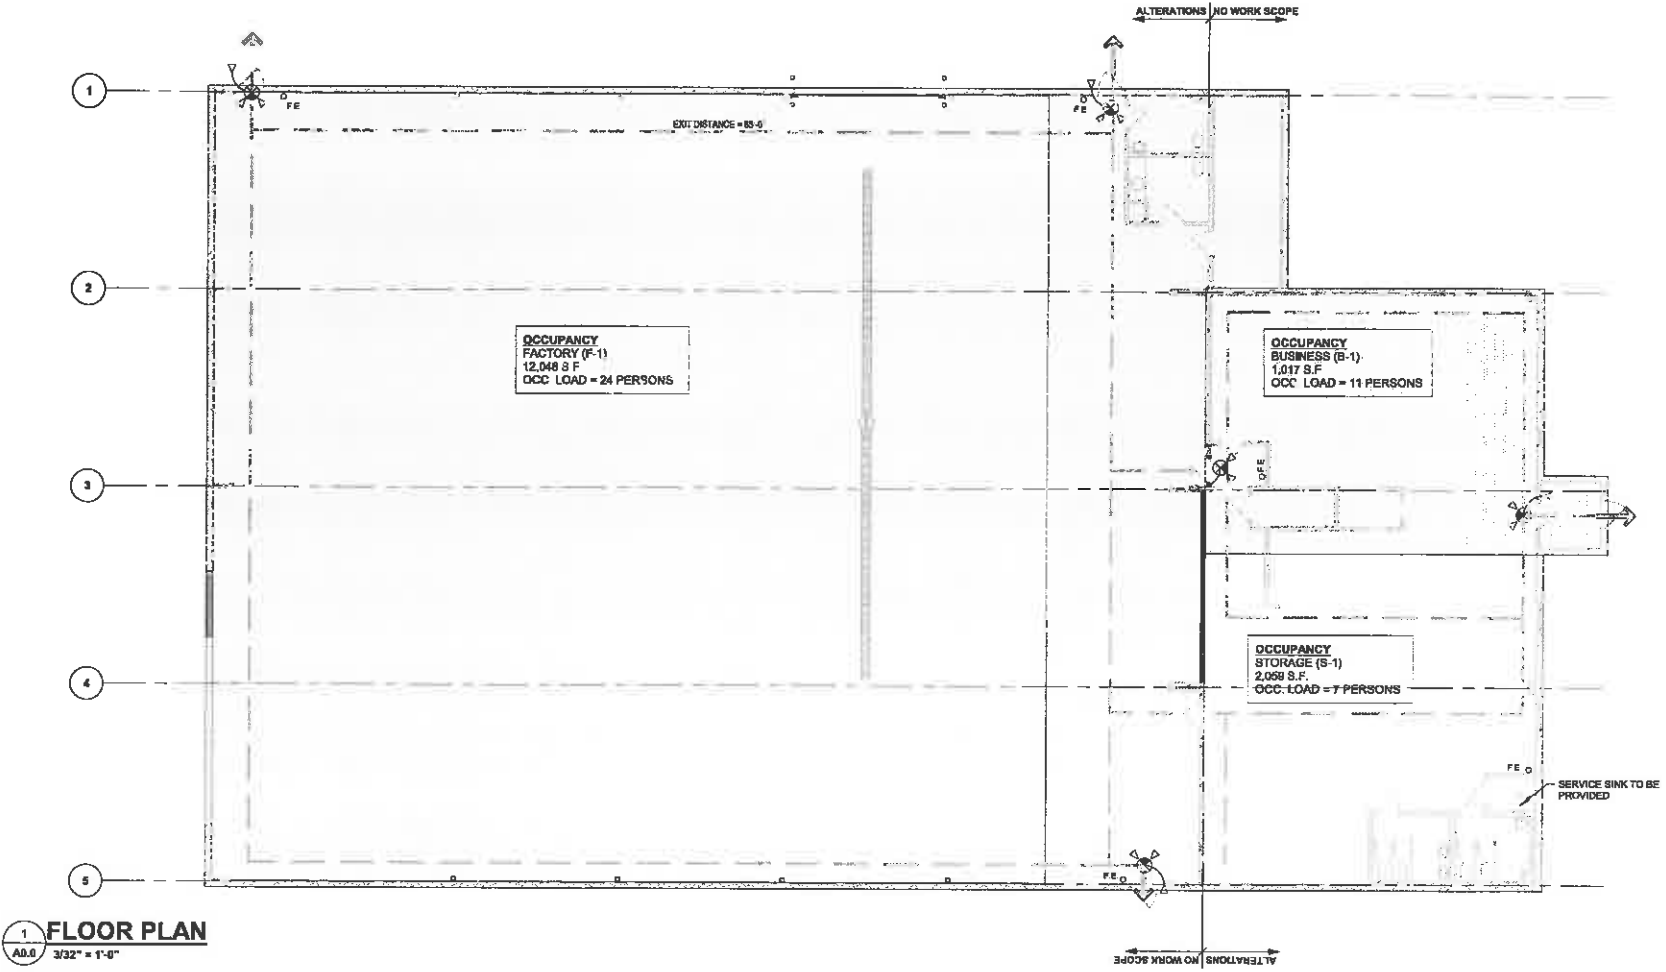 ALTERATIONS NO WORK SCOPE
1
FE
FE
EXIT DISTANCE = 85-0
2
OCCUPANCY
FACTORY (F-1)
12,048 S F
OCC LOAD = 24 PERSONS
OCCUPANCY
BUSINESS (B-1)
1,017 S.F
OCC LOAD = 11 PERSONS
3
FE
OCCUPANCY
STORAGE (S-1)
2,059 S.F.
OCC. LOAD = 7 PERSONS
4
FE
SERVICE SINK TO BE
PROVIDED
5
FE
1
A0.0
FLOOR PLAN
3/32" = 1'-0"
ALTERATIONS NO WORK SCOPE